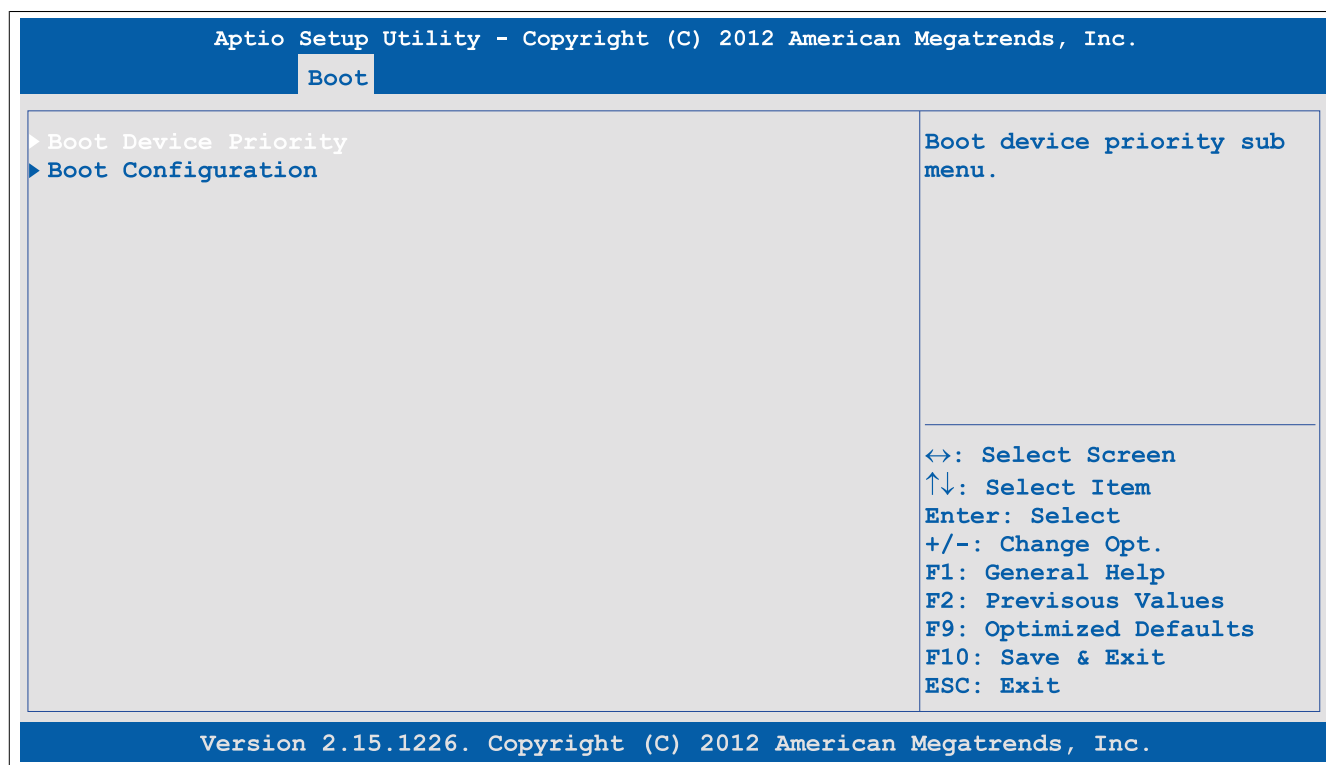 Aptio Setup Utility - Copyright (C) 2012 American Megatrends, Inc.
Boot
▶ Boot Device Priority
▶ Boot Configuration
Boot device priority sub
menu.
↔: Select Screen
↑↓: Select Item
Enter: Select
+/-: Change Opt.
F1: General Help
F2: Previsous Values
F9: Optimized Defaults
F10: Save & Exit
ESC: Exit
Version 2.15.1226. Copyright (C) 2012 American Megatrends, Inc.